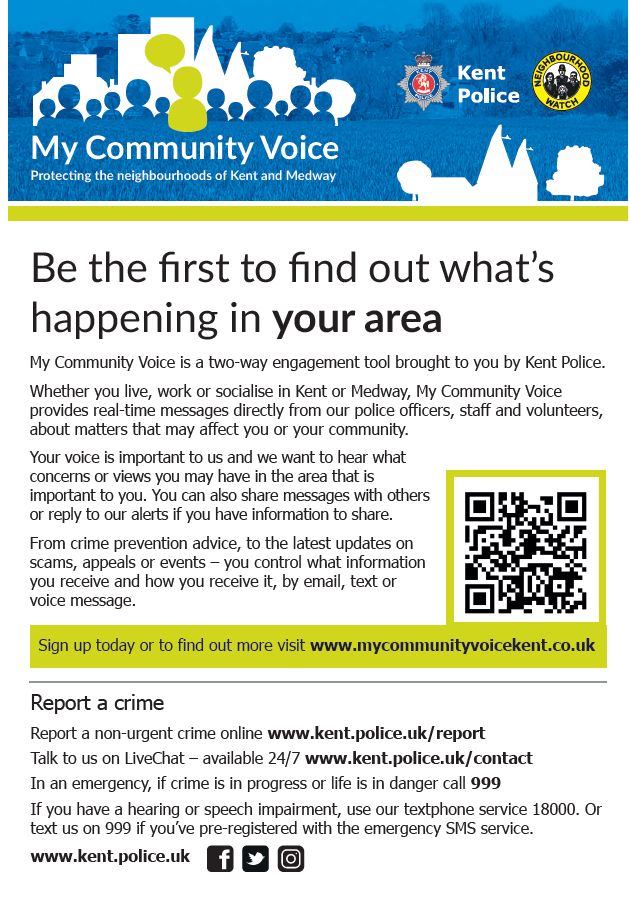 My Community Voice
Protecting the neighbourhoods of Kent and Medway
Kent
Police
NEIGHBOURHOOD
WATCH
Be the first to find out what's
happening in your area
My Community Voice is a two-way engagement tool brought to you by Kent Police.
Whether you live, work or socialise in Kent or Medway, My Community Voice
provides real-time messages directly from our police officers, staff and volunteers,
about matters that may affect you or your community.
Your voice is important to us and we want to hear what
concerns or views you may have in the area that is
important to you. You can also share messages with others
or reply to our alerts if you have information to share.
From crime prevention advice, to the latest updates on
scams, appeals or events – you control what information
you receive and how you receive it, by email, text or
voice message.
Sign up today or to find out more visit www.mycommunityvoicekent.co.uk
Report a crime
Report a non-urgent crime online www.kent.police.uk/report
Talk to us on LiveChat – available 24/7 www.kent.police.uk/contact
In an emergency, if crime is in progress or life is in danger call 999
If you have a hearing or speech impairment, use our textphone service 18000. Or
text us on 999 if you've pre-registered with the emergency SMS service.
www.kent.police.uk